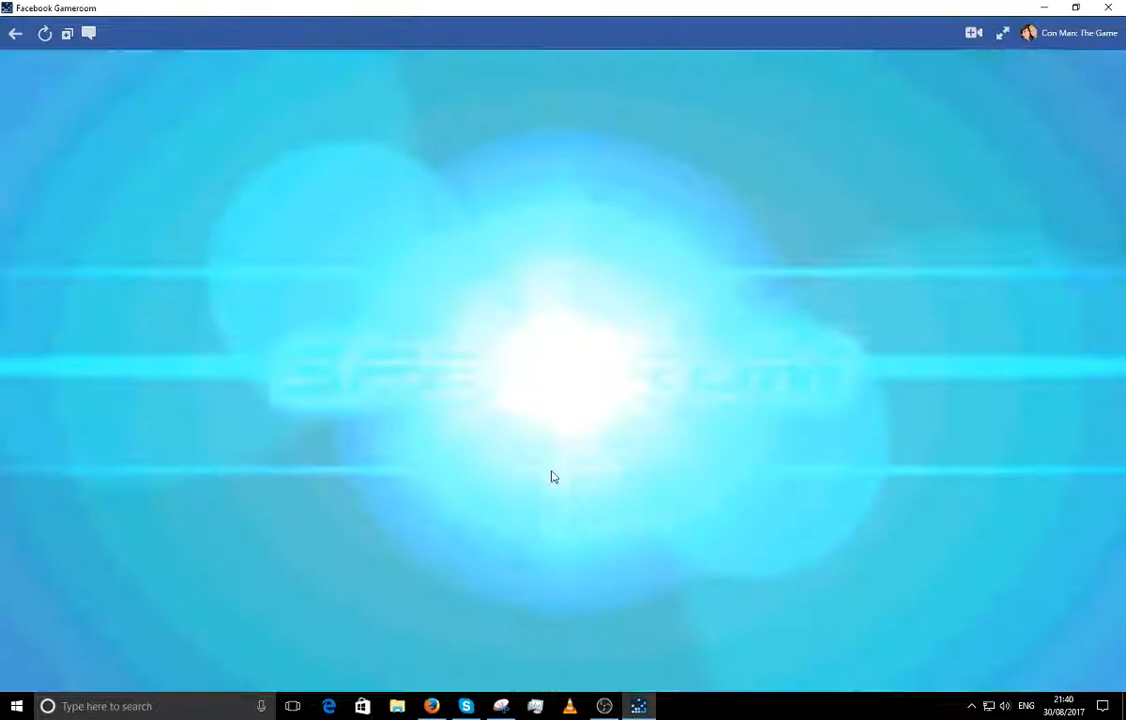 Facebook Gameroom
Con Man: The Game
Type here to search
ENG
21:40
30/08/2017